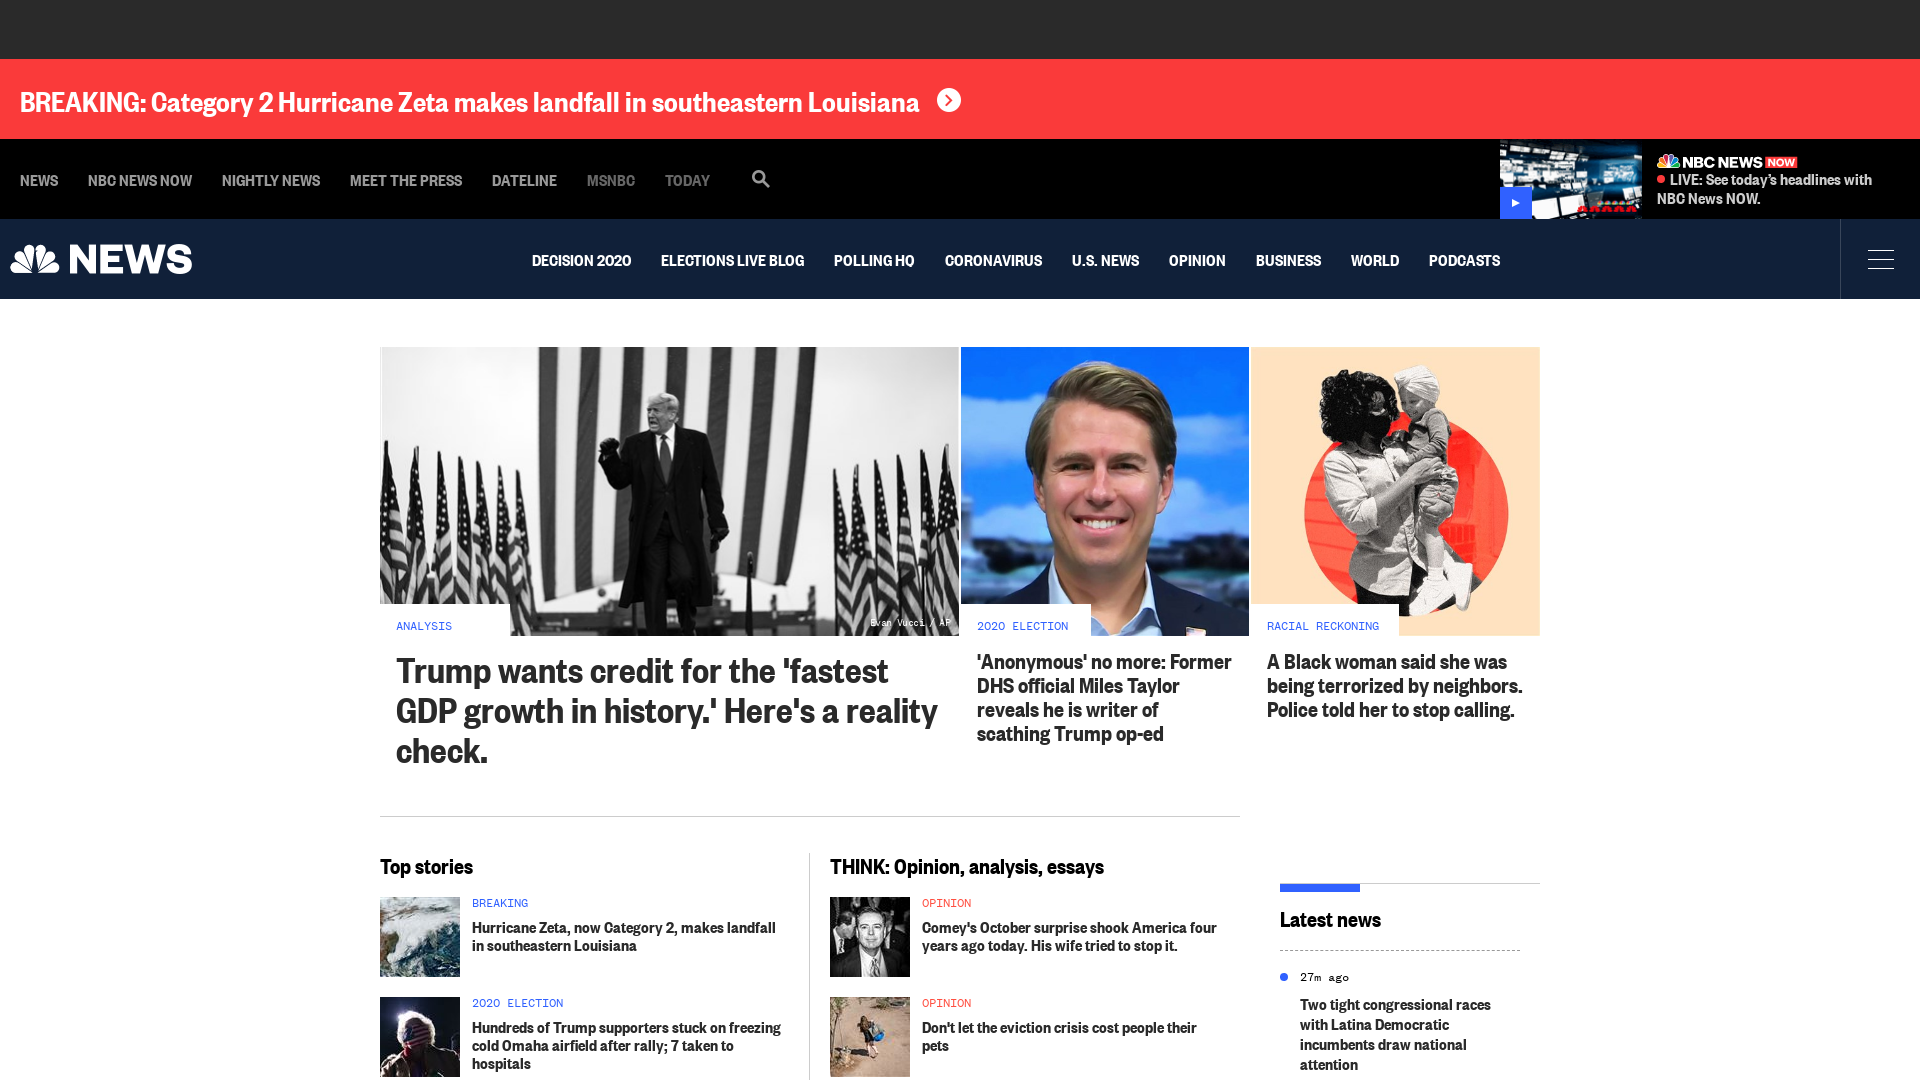 BREAKING: Category 2 Hurricane Zeta makes landfall in southeastern Louisiana
NEWS
NBC NEWS NOW
NIGHTLY NEWS
MEET THE PRESS
DATELINE
MSNBC
TODAY
NBC NEWS NOW
LIVE: See today's headlines with
NBC News NOW.
NEWS
DECISION 2020
ELECTIONS LIVE BLOG
POLLING HQ
CORONAVIRUS
U.S. NEWS
OPINION
BUSINESS
WORLD
PODCASTS
Evan Vucci / AP
ANALYSIS
Trump wants credit for the 'fastest
GDP growth in history.' Here's a reality
check.
2020 ELECTION
'Anonymous' no more: Former
DHS official Miles Taylor
reveals he is writer of
scathing Trump op-ed
RACIAL RECKONING
A Black woman said she was
being terrorized by neighbors.
Police told her to stop calling.
Top stories
BREAKING
Hurricane Zeta, now Category 2, makes landfall
in southeastern Louisiana
2020 ELECTION
Hundreds of Trump supporters stuck on freezing
cold Omaha airfield after rally; 7 taken to
hospitals
THINK: Opinion, analysis, essays
OPINION
Comey's October surprise shook America four
years ago today. His wife tried to stop it.
OPINION
Don't let the eviction crisis cost people their
pets
Latest news
27m ago
Two tight congressional races
with Latina Democratic
incumbents draw national
attention